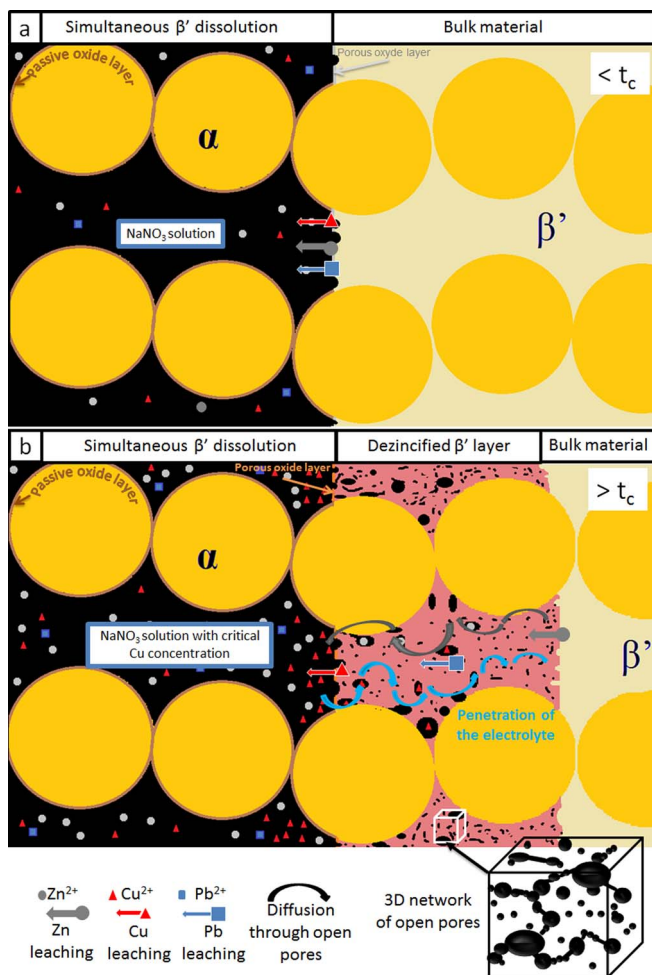 a
Simultaneous β’ dissolution
Bulk material
Passive oxide layer
Porous oxyde layer
< tc
α
NaNO3 solution
β’
b
Simultaneous β’ dissolution
Dezincified β’ layer
Bulk material
Passive oxide layer
Porous oxide layer
> tc
α
NaNO3 solution with critical
Cu concentration
β’
Penetration of
the electrolyte
Zn2+
Cu2+
Pb2+
Zn
leaching
Cu
leaching
Pb
leaching
Diffusion
through open
pores
3D network
of open pores